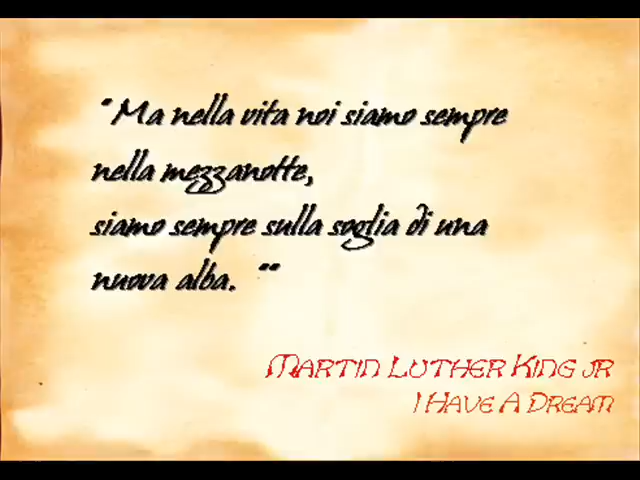 "Ma nella vita noi siamo sempre
nella mezzanotte,
siamo sempre sulla soglia di una
nuova alba. ""
Martin Luther King jr
I Have A Dream